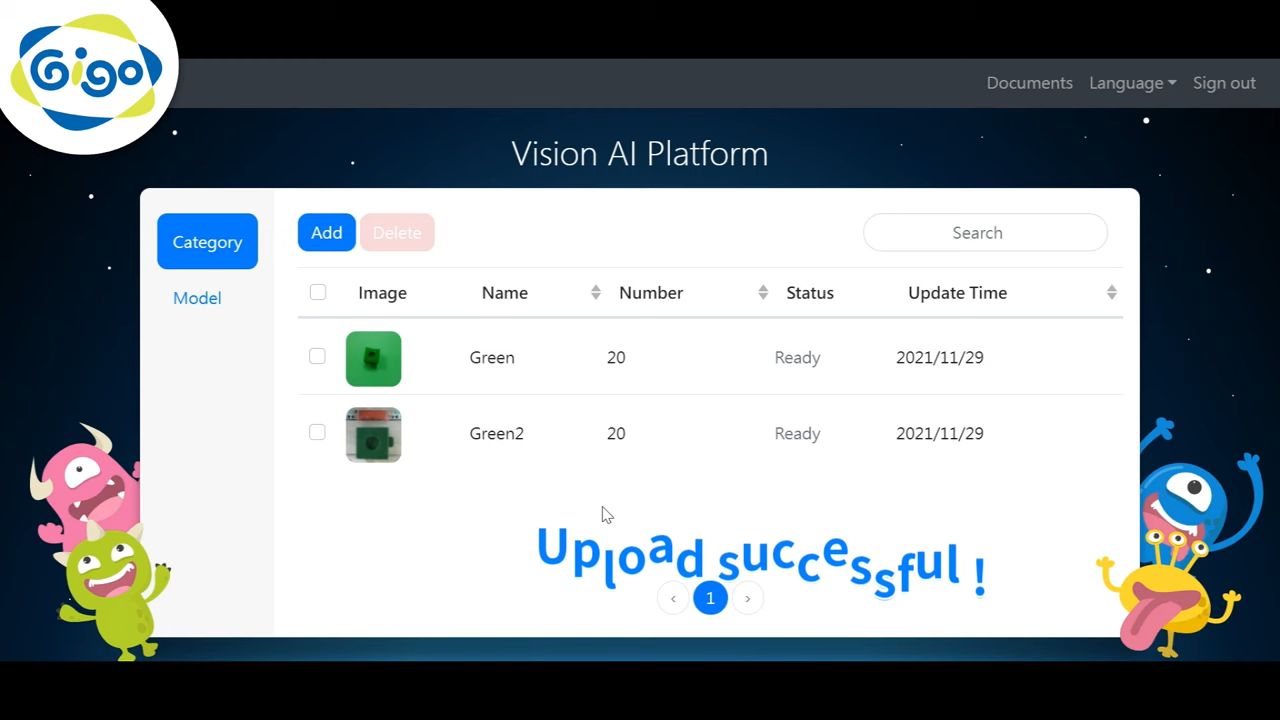 Gigo
Documents Language Sign out
Vision AI Platform
Category
Model
Add Delete Search
Image Name Number Status Update Time
Green 20 Ready 2021/11/29
Green2 20 Ready 2021/11/29
Upload successful !
‹ 1 ›